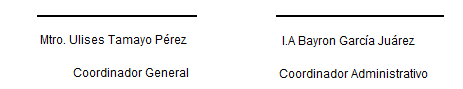 Mtro. Ulises Tamayo Pérez
Coordinador General
I.A Bayron García Juárez
Coordinador Administrativo